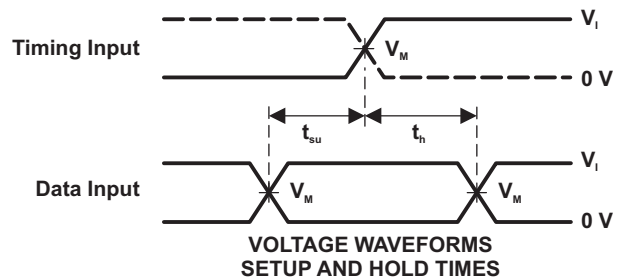 V_I
Timing Input
V_M
0 V
t_su
t_h
V_I
Data Input
V_M
V_M
0 V
VOLTAGE WAVEFORMS
SETUP AND HOLD TIMES